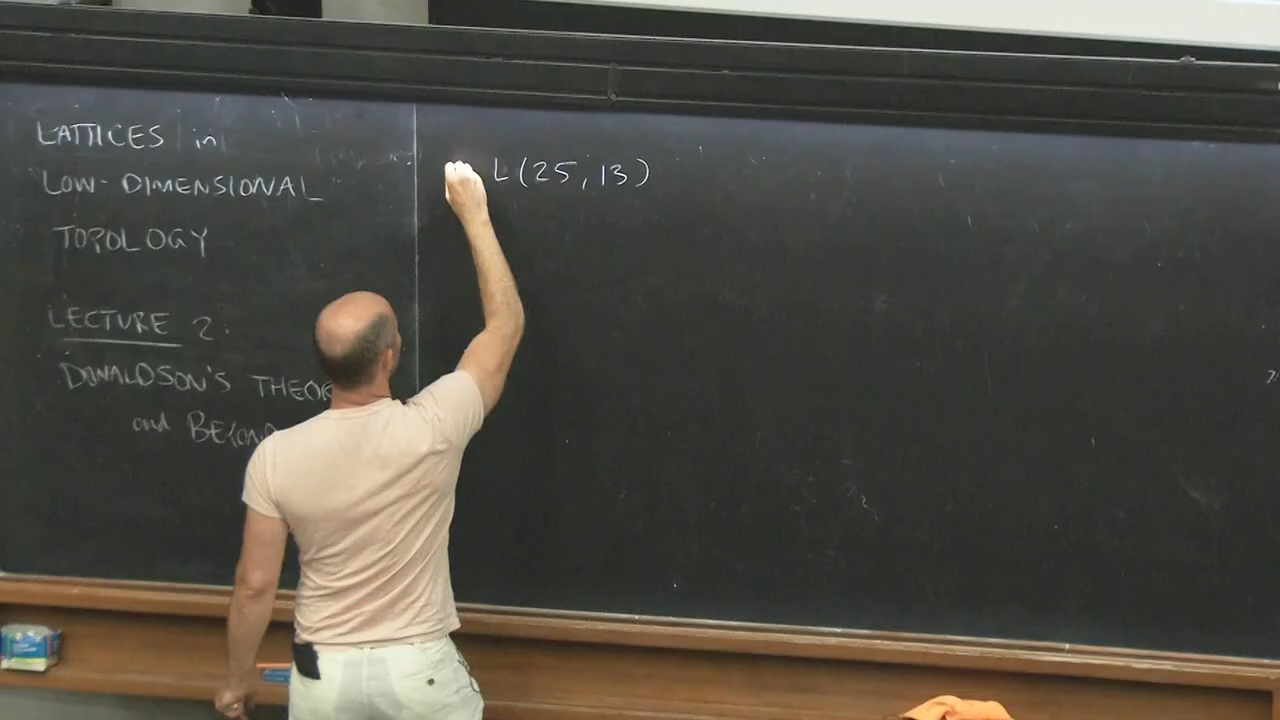 LATTICES in
LOW-DIMENSIONAL
TOPOLOGY
LECTURE 2:
DONALDSON'S
and
L(25,13)